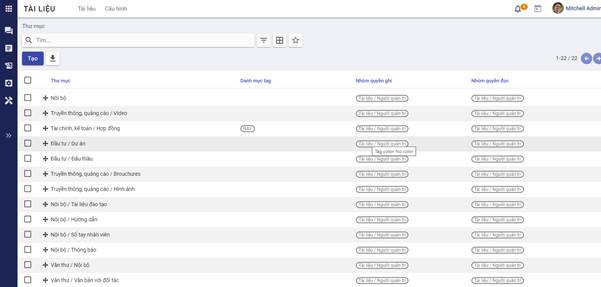 TÀI LIỆU Tài liệu Cấu hình 4 Mitchell Admin
Thư mục
Tìm...
Tạo 1-22 / 22
Thư mục Danh mục tag Nhóm quyền ghi Nhóm quyền đọc
Nội bộ Tài liệu / Người quản trị Tài liệu / Người quản trị
Truyền thông, quảng cáo / Video Tài liệu / Người quản trị Tài liệu / Người quản trị
Tài chính, kế toán / Hợp đồng Tài liệu / Người quản trị Tài liệu / Người quản trị
Đầu tư / Dự án Tài liệu / Người quản trị Tài liệu / Người quản trị
Tag color: No color
Đầu tư / Đấu thầu Tài liệu / Người quản trị Tài liệu / Người quản trị
Truyền thông, quảng cáo / Brouchures Tài liệu / Người quản trị Tài liệu / Người quản trị
Truyền thông, quảng cáo / Hình ảnh Tài liệu / Người quản trị Tài liệu / Người quản trị
Nội bộ / Tài liệu đào tạo Tài liệu / Người quản trị Tài liệu / Người quản trị
Nội bộ / Hướng dẫn Tài liệu / Người quản trị Tài liệu / Người quản trị
Nội bộ / Sổ tay nhân viên Tài liệu / Người quản trị Tài liệu / Người quản trị
Nội bộ / Thông báo Tài liệu / Người quản trị Tài liệu / Người quản trị
Văn thư / Nội bộ Tài liệu / Người quản trị Tài liệu / Người quản trị
Văn thư / Văn bản với đối tác Tài liệu / Người quản trị Tài liệu / Người quản trị